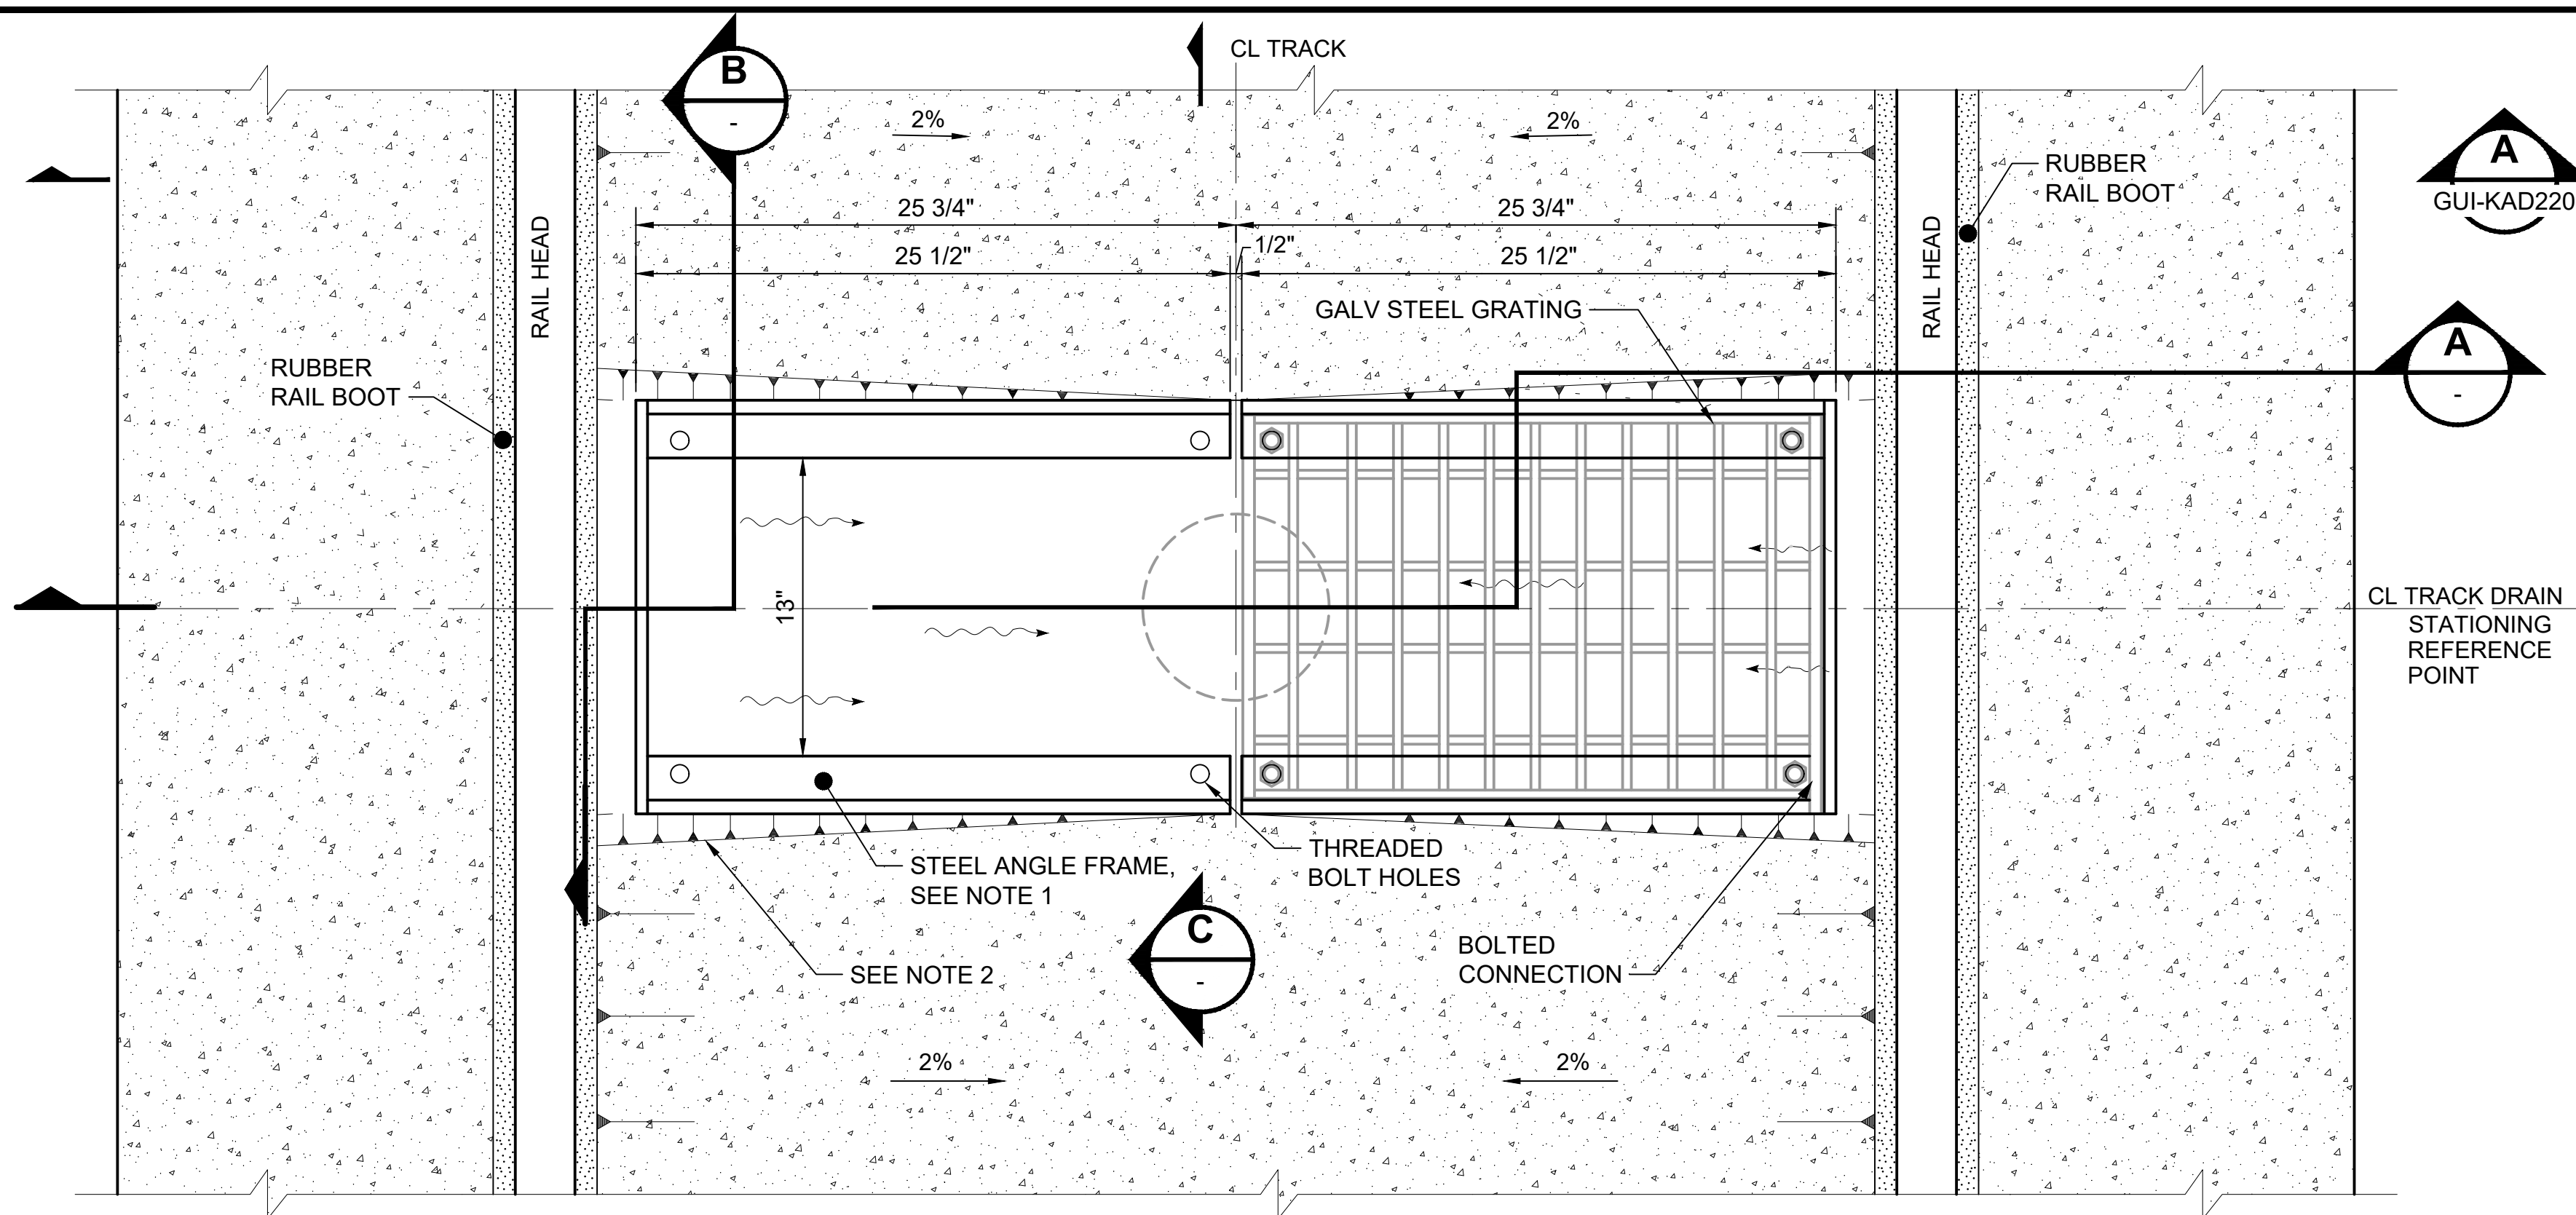 CL TRACK
B
-
2%
2%
A
GUI-KAD220
RUBBER
RAIL BOOT
25 3/4"
25 3/4"
25 1/2"
1/2"
25 1/2"
RAIL HEAD
RAIL HEAD
GALV STEEL GRATING
A
-
RUBBER
RAIL BOOT
13"
CL TRACK DRAIN
STATIONING
REFERENCE
POINT
STEEL ANGLE FRAME,
SEE NOTE 1
THREADED
BOLT HOLES
C
-
SEE NOTE 2
BOLTED
CONNECTION
2%
2%